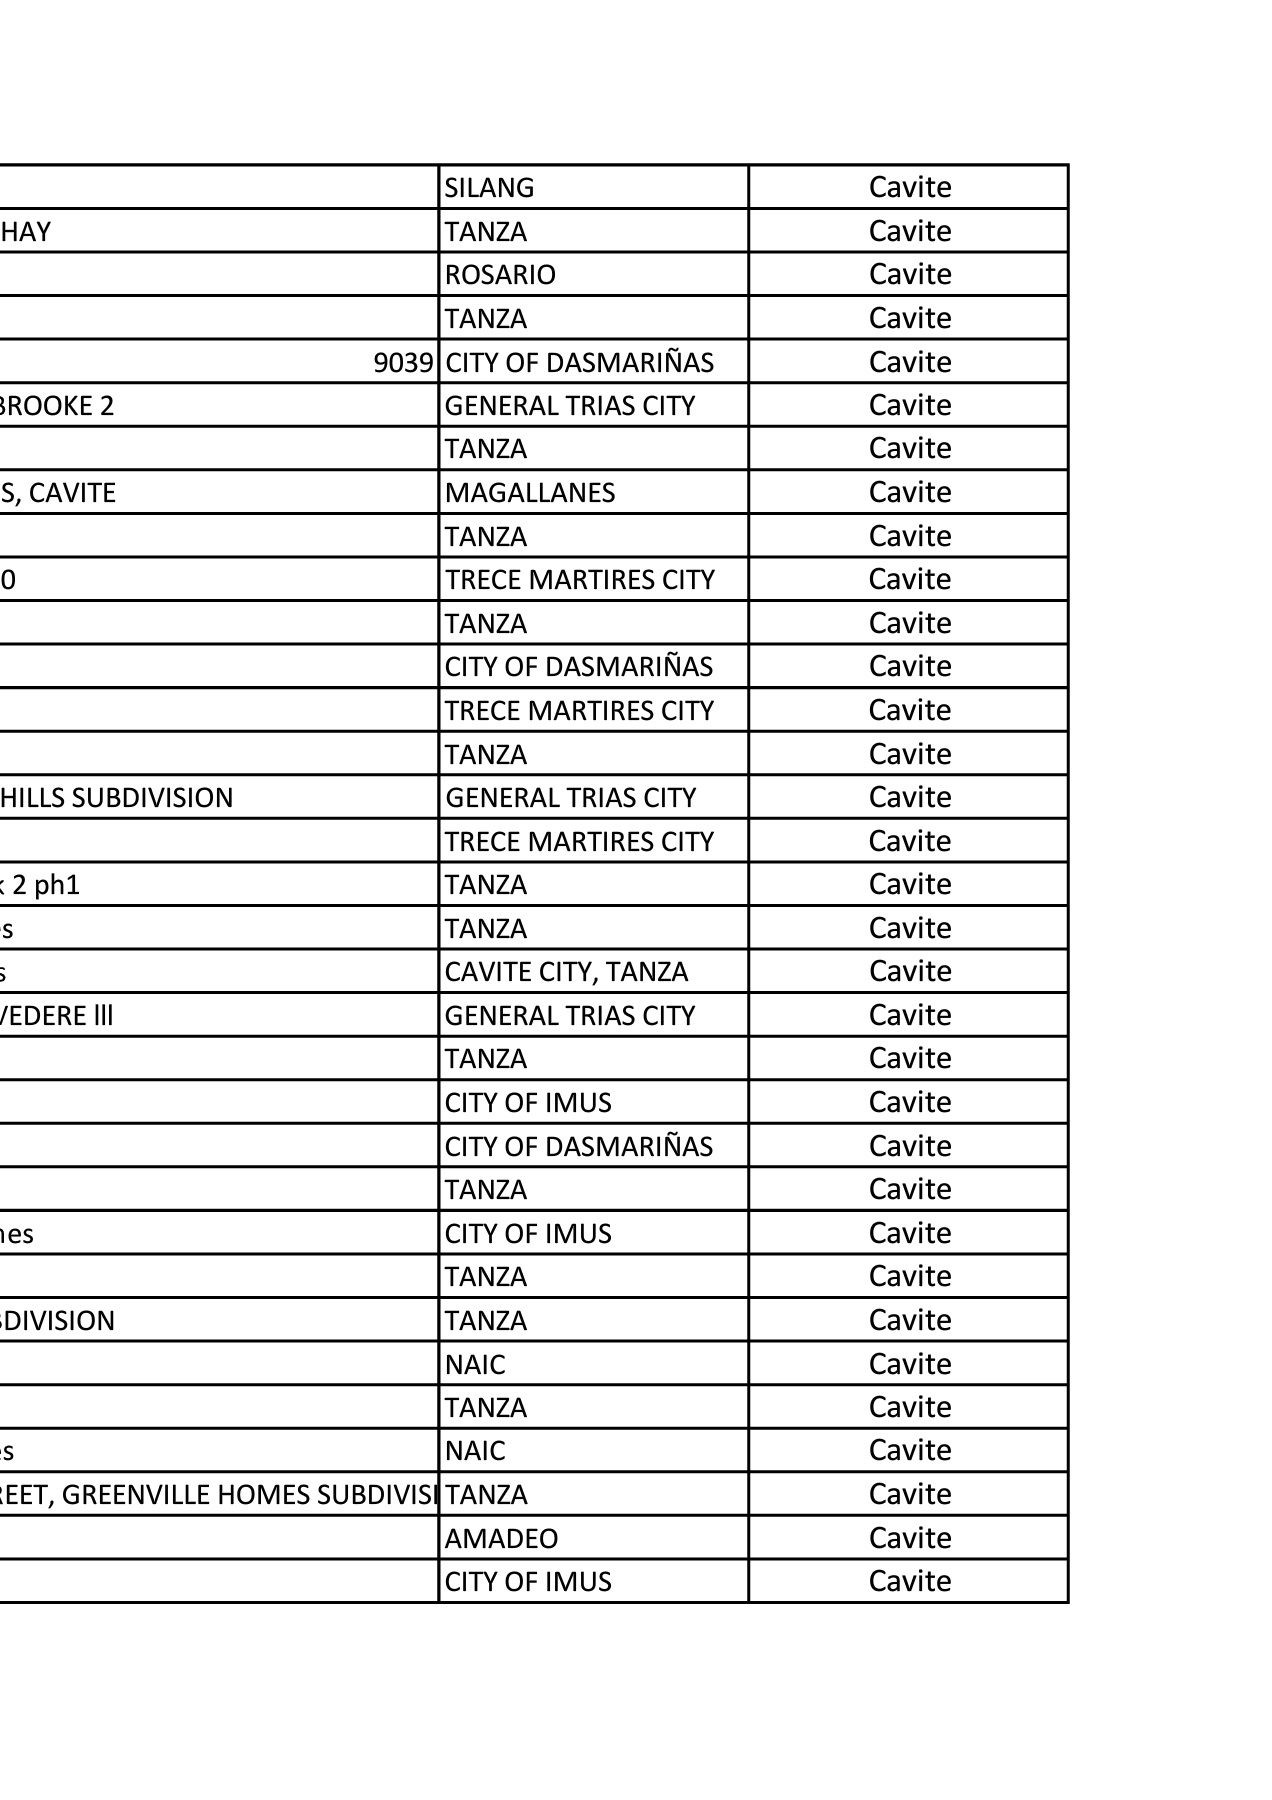 SILANG Cavite
HAY TANZA Cavite
ROSARIO Cavite
TANZA Cavite
9039 CITY OF DASMARIÑAS Cavite
BROOKE 2 GENERAL TRIAS CITY Cavite
TANZA Cavite
S, CAVITE MAGALLANES Cavite
TANZA Cavite
0 TRECE MARTIRES CITY Cavite
TANZA Cavite
CITY OF DASMARIÑAS Cavite
TRECE MARTIRES CITY Cavite
TANZA Cavite
HILLS SUBDIVISION GENERAL TRIAS CITY Cavite
TRECE MARTIRES CITY Cavite
k 2 ph1 TANZA Cavite
es TANZA Cavite
s CAVITE CITY, TANZA Cavite
VEDERE lll GENERAL TRIAS CITY Cavite
TANZA Cavite
CITY OF IMUS Cavite
CITY OF DASMARIÑAS Cavite
TANZA Cavite
nes CITY OF IMUS Cavite
TANZA Cavite
BDIVISION TANZA Cavite
NAIC Cavite
TANZA Cavite
es NAIC Cavite
REET, GREENVILLE HOMES SUBDIVISI TANZA Cavite
AMADEO Cavite
CITY OF IMUS Cavite